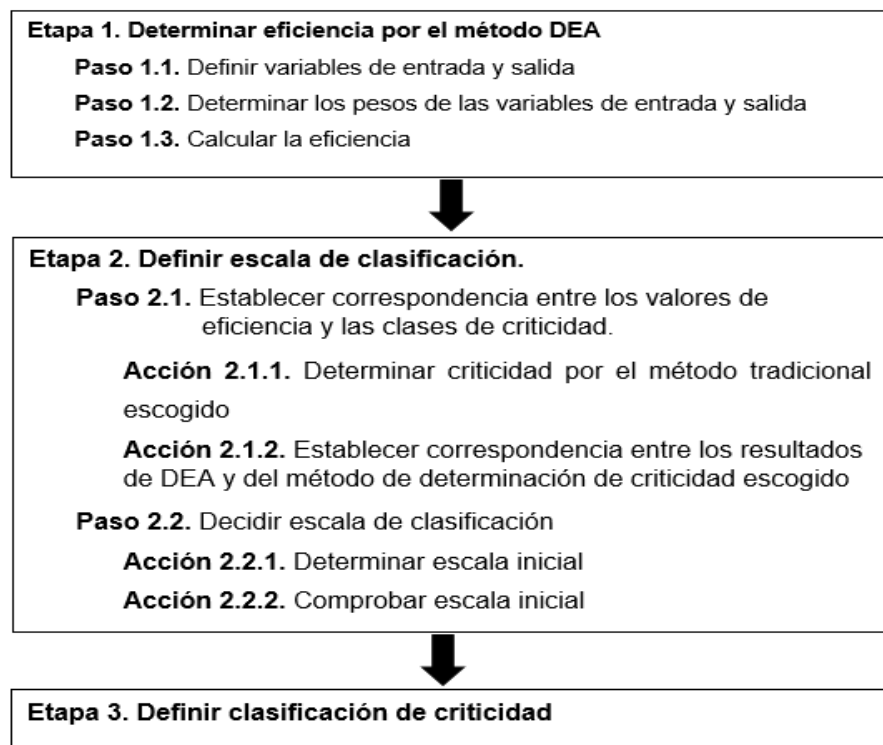 Etapa 1. Determinar eficiencia por el método DEA
Paso 1.1. Definir variables de entrada y salida
Paso 1.2. Determinar los pesos de las variables de entrada y salida
Paso 1.3. Calcular la eficiencia
Etapa 2. Definir escala de clasificación.
Paso 2.1. Establecer correspondencia entre los valores de
eficiencia y las clases de criticidad.
Acción 2.1.1. Determinar criticidad por el método tradicional
escogido
Acción 2.1.2. Establecer correspondencia entre los resultados
de DEA y del método de determinación de criticidad escogido
Paso 2.2. Decidir escala de clasificación
Acción 2.2.1. Determinar escala inicial
Acción 2.2.2. Comprobar escala inicial
Etapa 3. Definir clasificación de criticidad